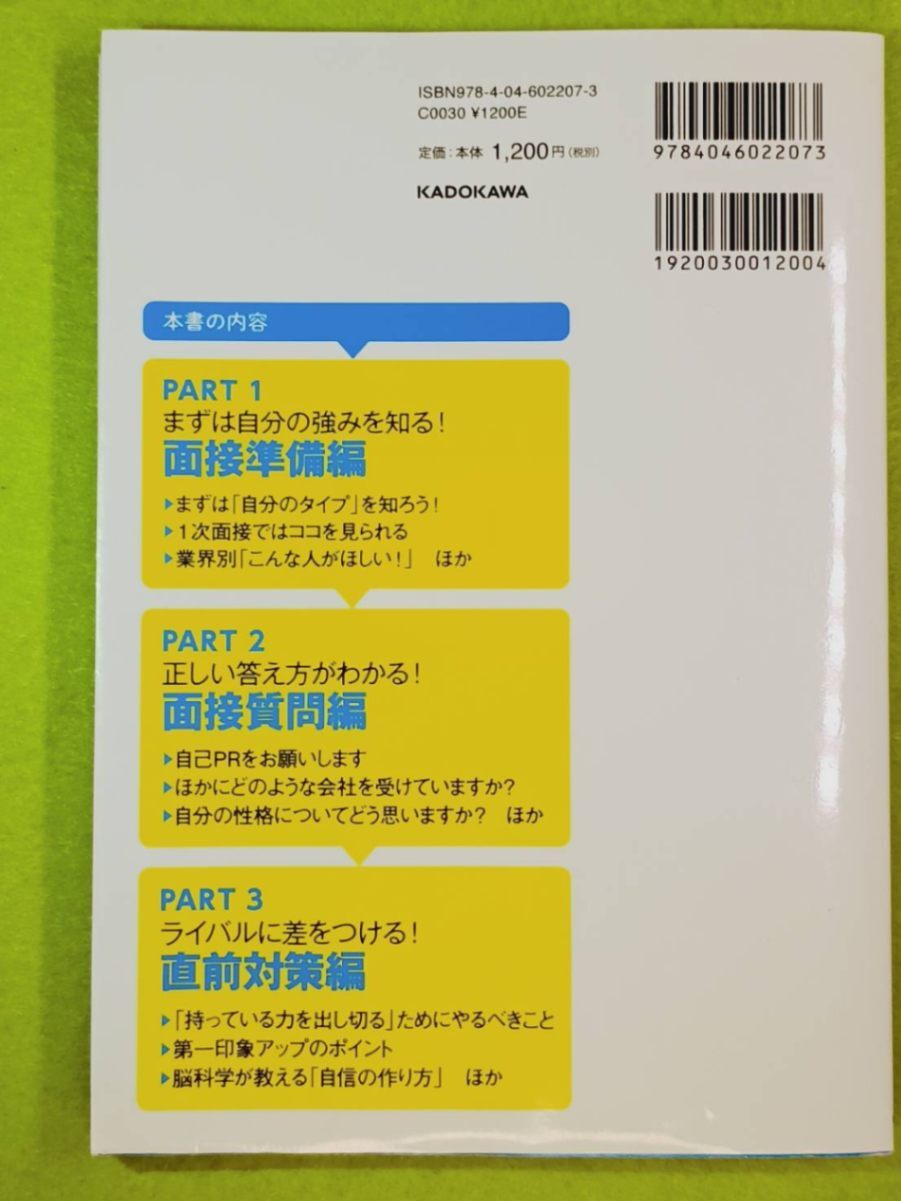 ISBN978-4-04-602207-3
C0030 ¥1200E
定価:本体 1,200円(税別)
KADOKAWA
9784046022073
1920030012004
本書の内容
PART 1
まずは自分の強みを知る!
面接準備編
▶まずは「自分のタイプ」を知ろう!
▶1次面接ではココを見られる
▶業界別「こんな人がほしい!」 ほか
PART 2
正しい答え方がわかる!
面接質問編
▶自己PRをお願いします
▶ほかにどのような会社を受けていますか?
▶自分の性格についてどう思いますか? ほか
PART 3
ライバルに差をつける!
直前対策編
▶「持っている力を出し切る」ためにやるべきこと
▶第一印象アップのポイント
▶脳科学が教える「自信の作り方」 ほか